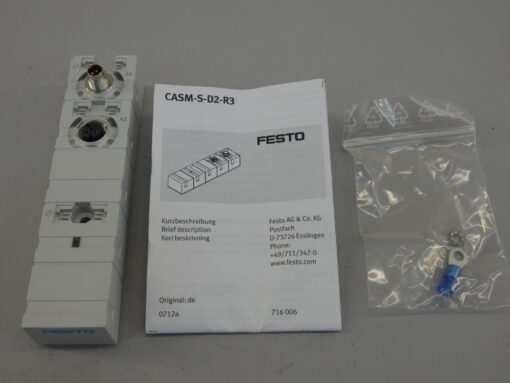 CASM-S-D2-R3
FESTO
Kurzbeschreibung
Brief description
Kort beskrivning
Festo AG & Co. KG
Postfach
D-73726 Esslingen
Phone:
+49/711/347-0
www.festo.com
Original: de
0712a
716 006
FESTO